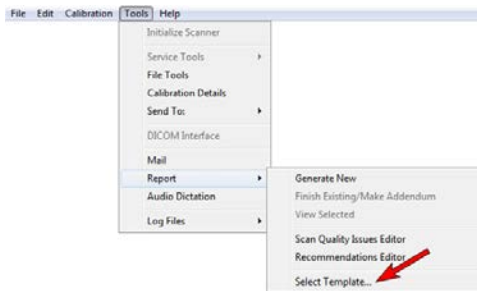 File Edit Calibration Tools Help
Initialize Scanner
Service Tools
File Tools
Calibration Details
Send To:
DICOM Interface
Mail
Report
Audio Dictation
Log Files
Generate New
Finish Existing/Make Addendum
View Selected
Scan Quality Issues Editor
Recommendations Editor
Select Template...